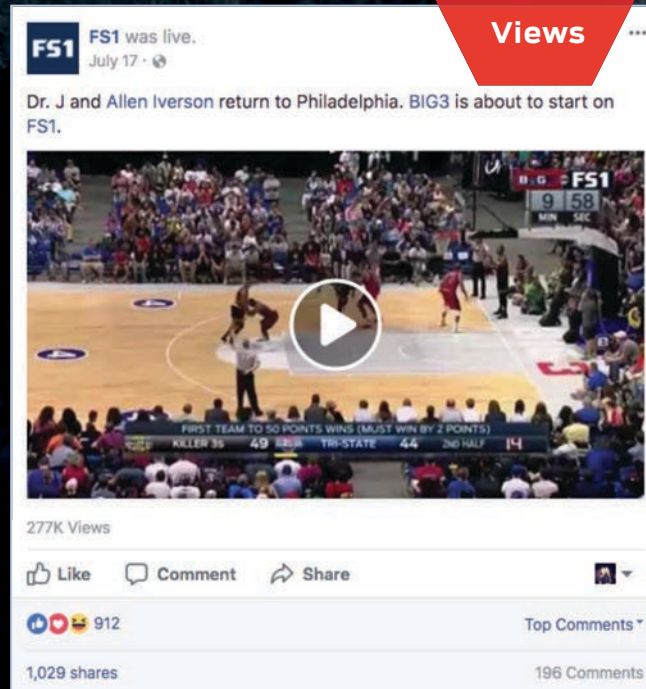 Views
FS1
FS1 was live.
July 17 ·
Dr. J and Allen Iverson return to Philadelphia. BIG3 is about to start on
FS1.
FS1
9 58
MIN SEC
FIRST TEAM TO 50 POINTS WINS (MUST WIN BY 2 POINTS)
KILLER 3S 49 TRI-STATE 44 2ND HALF 14
277K Views
Like Comment Share
912 Top Comments
1,029 shares 196 Comments